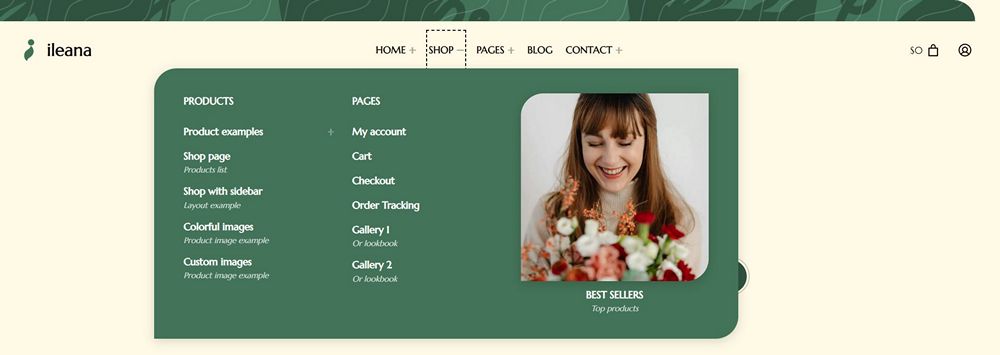 ileana
HOME + SHOP − PAGES + BLOG CONTACT +
$0
PRODUCTS
Product examples +
Shop page
Products list
Shop with sidebar
Layout example
Colorful images
Product image example
Custom images
Product image example
PAGES
My account
Cart
Checkout
Order Tracking
Gallery 1
Or lookbook
Gallery 2
Or lookbook
BEST SELLERS
Top products